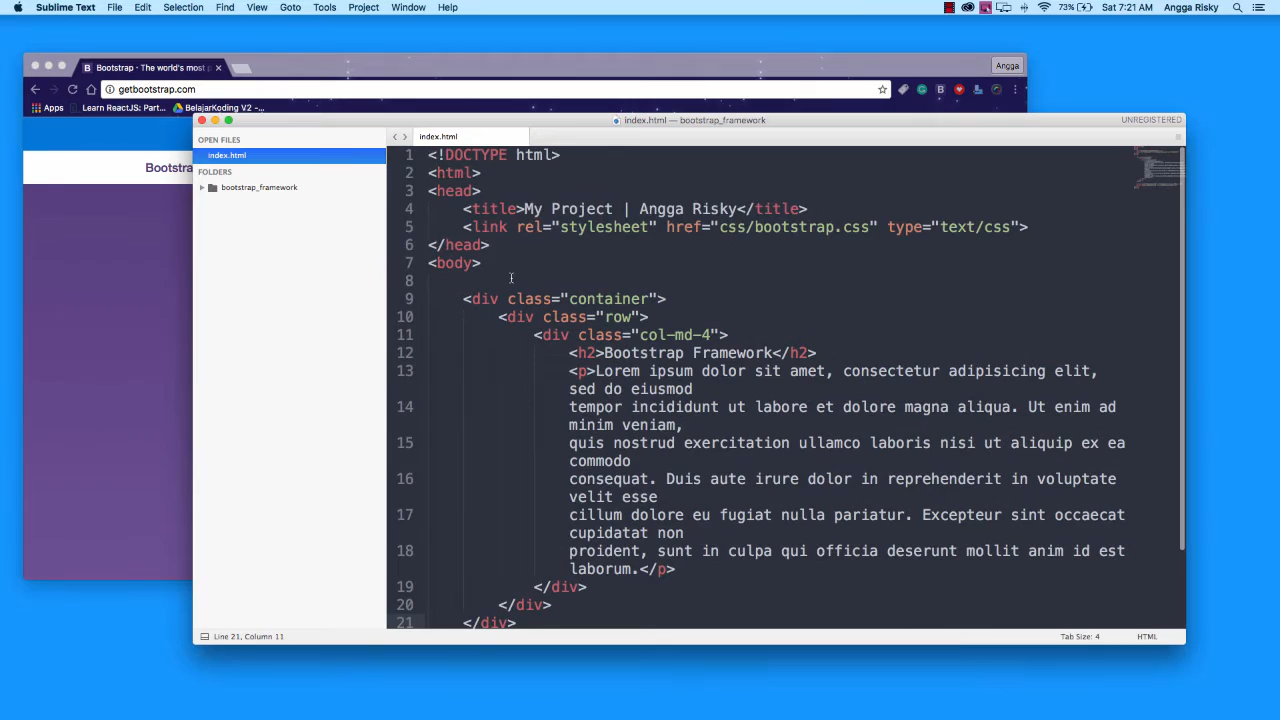 Sublime Text File Edit Selection Find View Goto Tools Project Window Help 73% Sat 7:21 AM Angga Risky
Bootstrap - The world's most p
Angga
getbootstrap.com
Apps Learn ReactJS: Part... BelajarKoding V2 -...
Bootstra
index.html — bootstrap_framework UNREGISTERED
OPEN FILES
index.html
FOLDERS
bootstrap_framework
index.html
1 <!DOCTYPE html>
2 <html>
3 <head>
4 <title>My Project | Angga Risky</title>
5 <link rel="stylesheet" href="css/bootstrap.css" type="text/css">
6 </head>
7 <body>
8
9 <div class="container">
10 <div class="row">
11 <div class="col-md-4">
12 <h2>Bootstrap Framework</h2>
13 <p>Lorem ipsum dolor sit amet, consectetur adipisicing elit,
sed do eiusmod
14 tempor incididunt ut labore et dolore magna aliqua. Ut enim ad
minim veniam,
15 quis nostrud exercitation ullamco laboris nisi ut aliquip ex ea
commodo
16 consequat. Duis aute irure dolor in reprehenderit in voluptate
velit esse
17 cillum dolore eu fugiat nulla pariatur. Excepteur sint occaecat
cupidatat non
18 proident, sunt in culpa qui officia deserunt mollit anim id est
laborum.</p>
19 </div>
20 </div>
21 </div>
Line 21, Column 11 Tab Size: 4 HTML